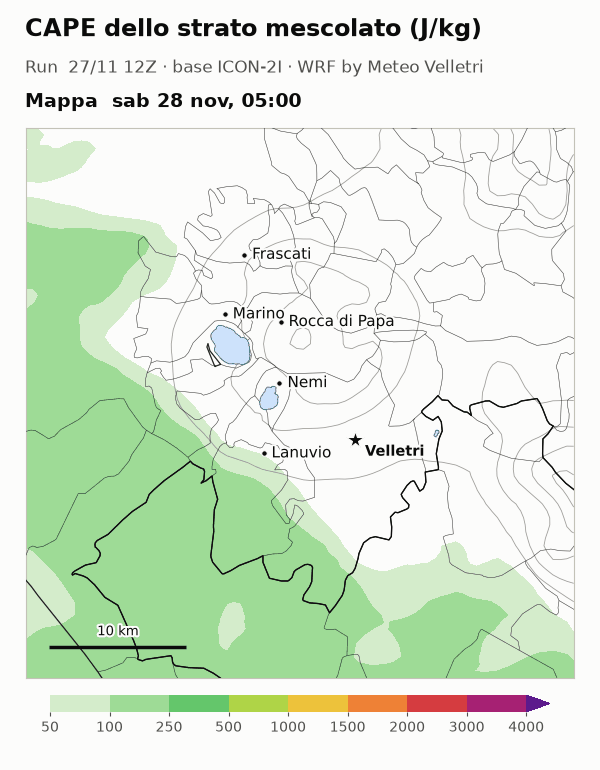 CAPE dello strato mescolato (J/kg)
Run  27/11 12Z · base ICON-2I · WRF by Meteo Velletri
Mappa  sab 28 nov, 05:00
Frascati
Marino
Rocca di Papa
Nemi
Velletri
Lanuvio
10 km
50 100 250 500 1000 1500 2000 3000 4000